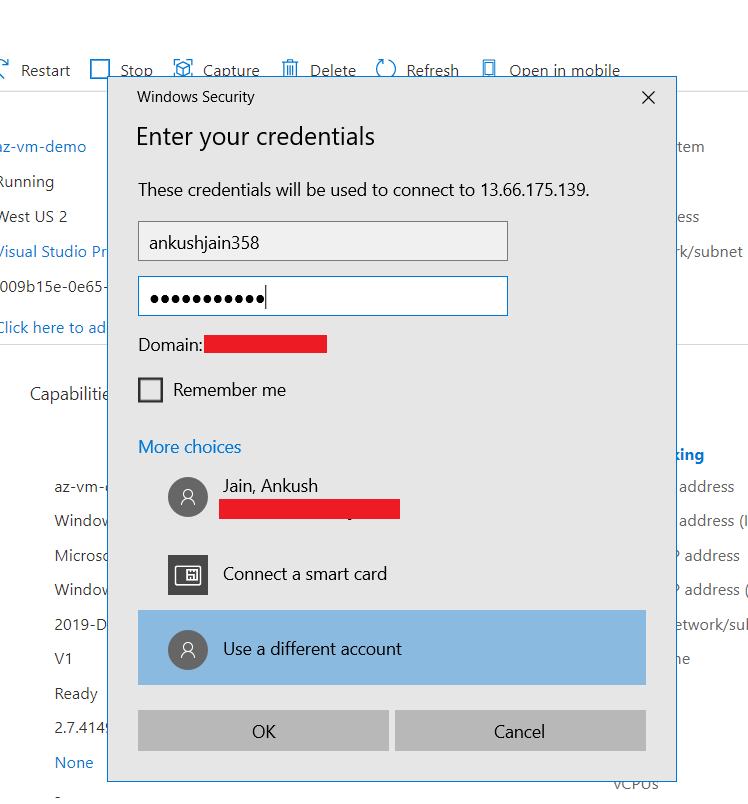 Restart Stop Capture Delete Refresh Open in mobile
Windows Security
Enter your credentials
az-vm-demo
Running
West US 2
Visual Studio Pr
009b15e-0e65-
Click here to ad
tem
ess
rk/subnet
These credentials will be used to connect to 13.66.175.139.
ankushjain358
●●●●●●●●●●●
Domain:
Remember me
More choices
Jain, Ankush
Connect a smart card
Use a different account
OK Cancel
Capabilitie
az-vm-
Window
Microso
Window
2019-D
V1
Ready
2.7.4149
None
king
address
address (I
P address
P address (
etwork/sul
ne
vCPUs